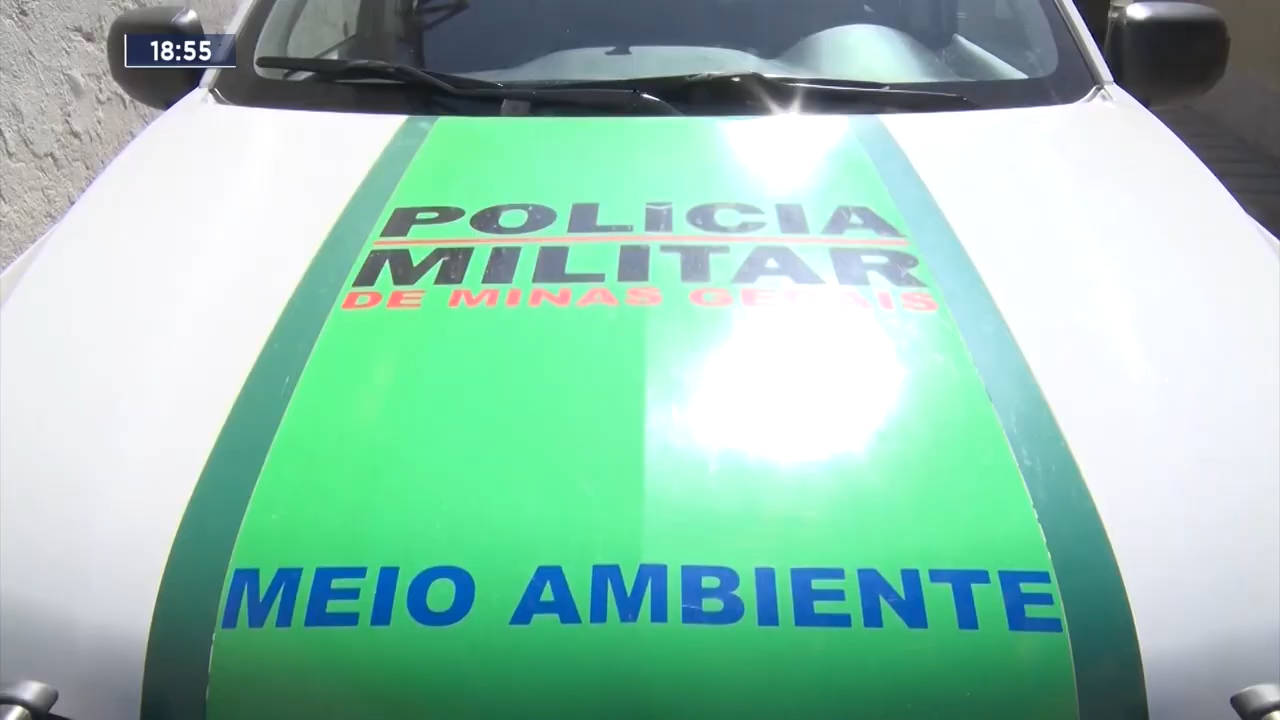 18:55
POLÍCIA
MILITAR
DE MINAS GERAIS
MEIO AMBIENTE